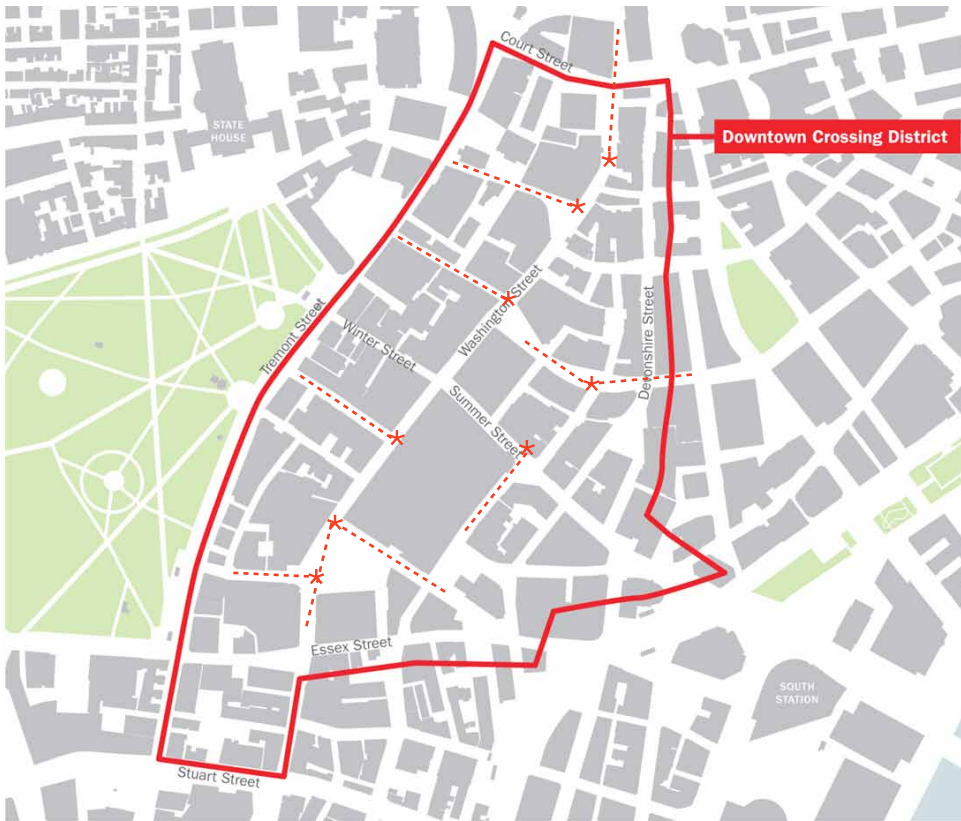 Court Street
STATE
HOUSE
Downtown Crossing District
Tremont Street
Winter Street
Washington Street
Summer Street
Devonshire Street
Essex Street
SOUTH
STATION
Stuart Street